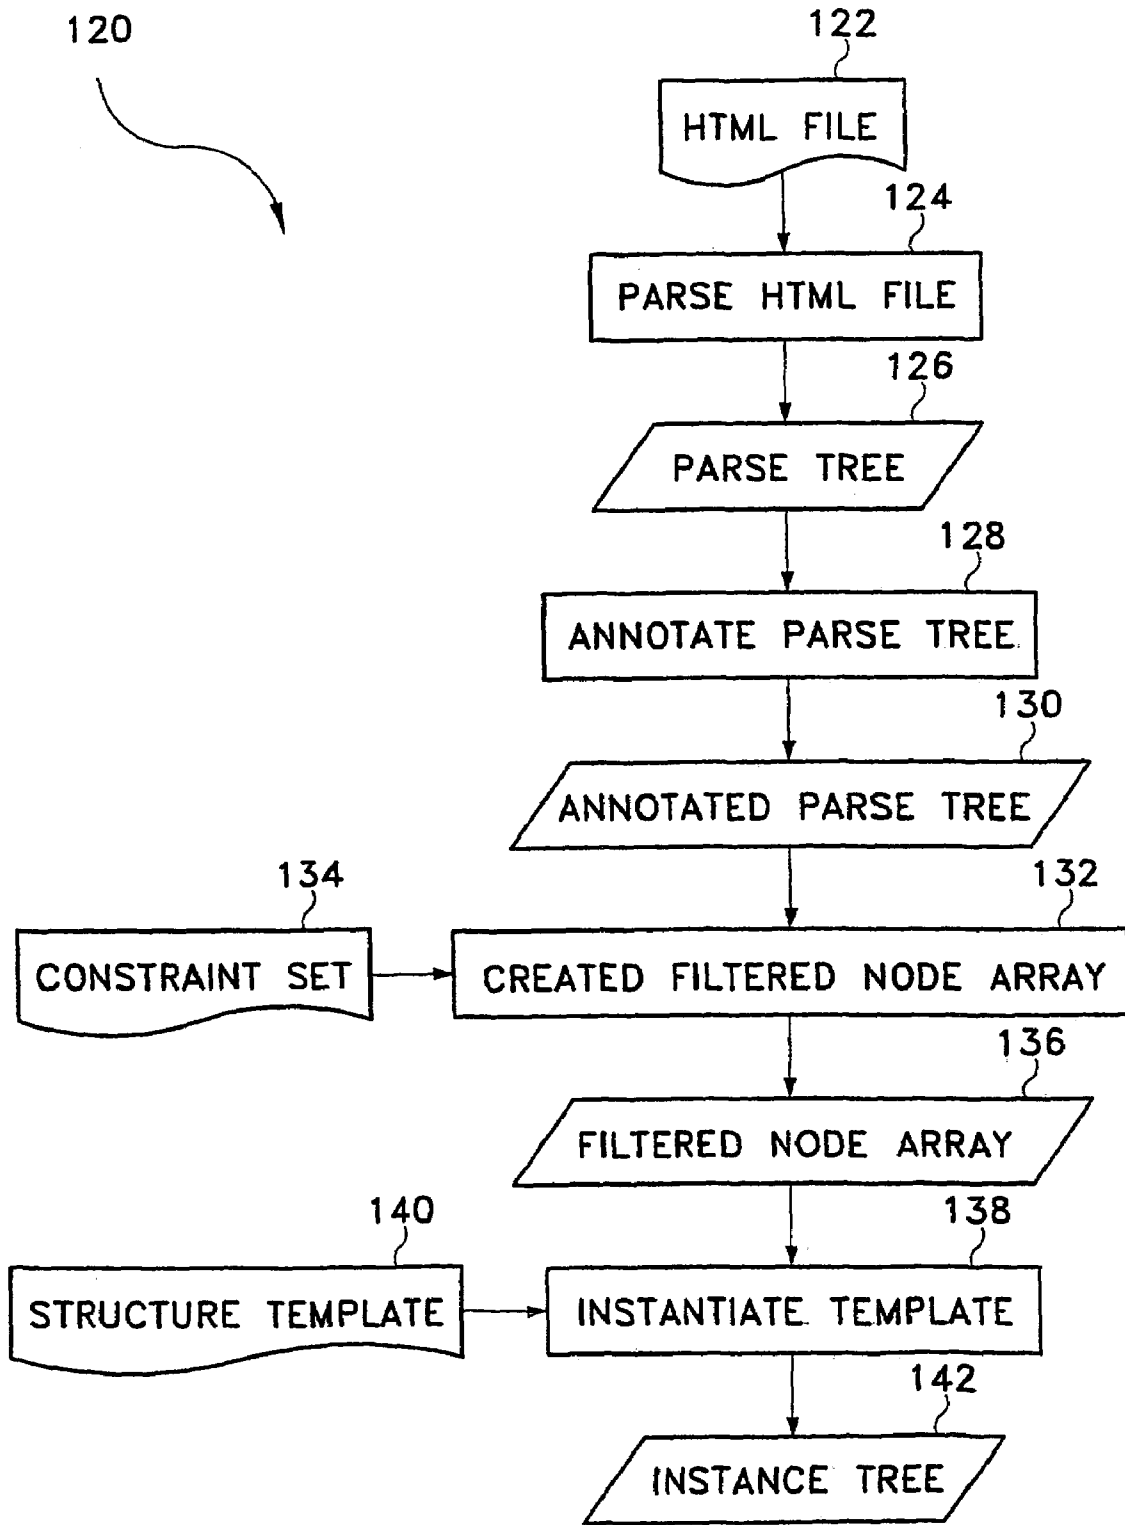 120
122
HTML FILE
124
PARSE HTML FILE
126
PARSE TREE
128
ANNOTATE PARSE TREE
130
ANNOTATED PARSE TREE
134
132
CONSTRAINT SET
CREATED FILTERED NODE ARRAY
136
FILTERED NODE ARRAY
140
138
STRUCTURE TEMPLATE
INSTANTIATE TEMPLATE
142
INSTANCE TREE